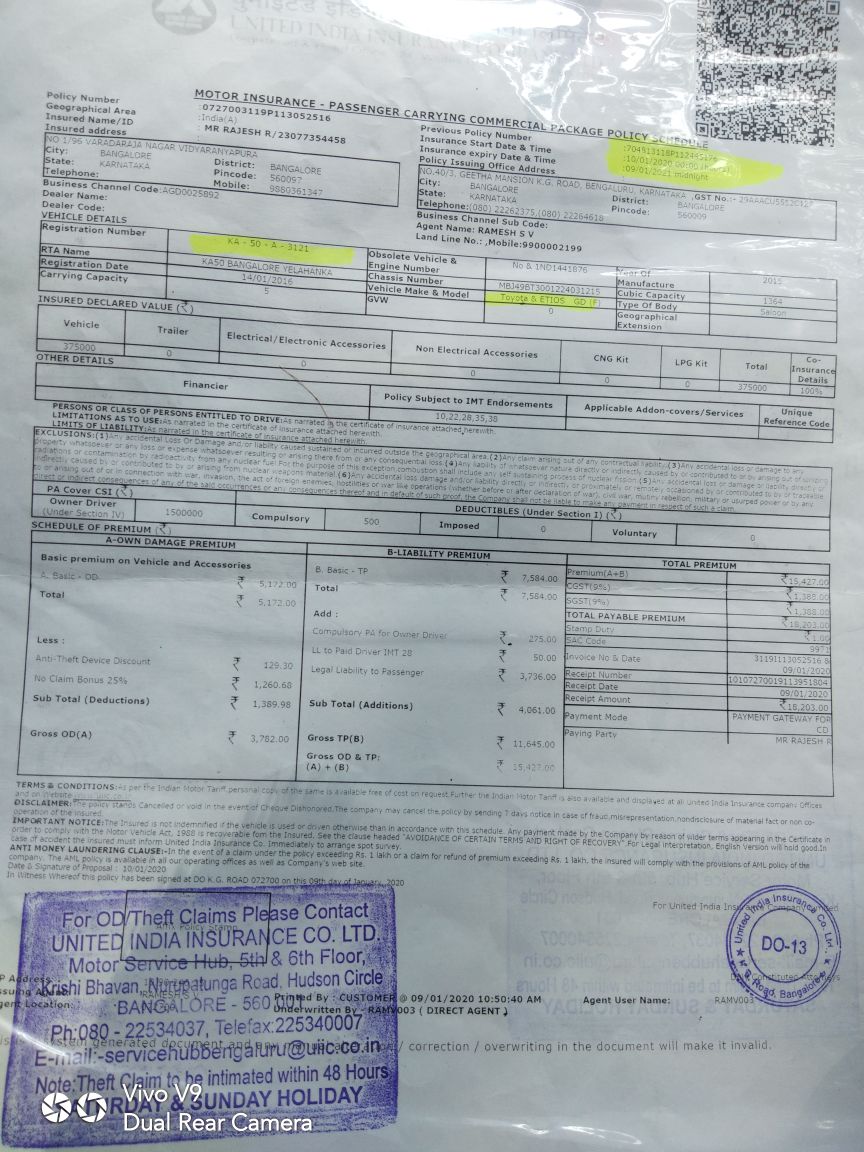 UNITED INDIA INSURANCE
MOTOR INSURANCE - PASSENGER CARRYING COMMERCIAL PACKAGE POLICY SCHEDULE
Policy Number :0727003119P113052516
Geographical Area :India(A)
Insured Name/ID : MR RAJESH R/23077354458
Insured address
NO 1/96 VARADARAJA NAGAR VIDYARANYAPURA
City: BANGALORE District: BANGALORE
State: KARNATAKA Pincode: 560097
Telephone: Mobile: 9880361347
Business Channel Code:AGD0025892
Dealer Name:
Dealer Code:
Previous Policy Number
Insurance Start Date & Time :10/01/2020 00:00
Insurance expiry Date & Time :09/01/2021 midnight
Policy Issuing Office Address
NO.40/3, GEETHA MANSION K.G. ROAD, BENGALURU, KARNATAKA ,GST No:-
City: BANGALORE District: BANGALORE
State: KARNATAKA Pincode: 560009
Telephone:(080) 22262375,(080) 22264618
Business Channel Sub Code:
Agent Name: RAMESH S V
Land Line No.: ,Mobile:9900002199
VEHICLE DETAILS
Registration Number KA - 50 - A - 3121 Obsolete Vehicle & Engine Number No & 1ND1441876 Year Of Manufacture 2015
RTA Name KA50 BANGALORE YELAHANKA Chassis Number MBJ49BT3001224031215 Cubic Capacity 1364
Registration Date 14/01/2016 Vehicle Make & Model Toyota & ETIOS GD (F) Type Of Body Saloon
Carrying Capacity 5 GVW 0 Geographical Extension
INSURED DECLARED VALUE (₹)
Vehicle Trailer Electrical/Electronic Accessories Non Electrical Accessories CNG Kit LPG Kit Total Co-Insurance Details
375000 0 0 0 0 0 375000 100%
OTHER DETAILS
Financier Policy Subject to IMT Endorsements Applicable Addon-covers/Services Unique Reference Code
10,22,28,35,38
PERSONS OR CLASS OF PERSONS ENTITLED TO DRIVE:As narrated in the certificate of insurance attached herewith.
LIMITATIONS AS TO USE:As narrated in the certificate of insurance attached herewith.
LIMITS OF LIABILITY:As narrated in the certificate of insurance attached herewith.
EXCLUSIONS:(1)Any accidental Loss Or Damage and/or liability caused sustained or incurred outside the geographical area.(2)Any claim arising out of any contractual liability.(3)Any accidental loss or damage to any
property whatsoever or any loss or expense whatsoever resulting or arising there from or any consequential loss.(4)Any liability of whatsoever nature directly or indirectly caused by or contributed to by or arising from ionizing
radiations or contamination by radioactivity from any nuclear fuel.For the purpose of this exception,combustion shall include any self sustaining process of nuclear fission.(5)Any accidental loss or damage or liability directly or
indirectly caused by or contributed to by or arising from nuclear weapons material.(6)Any accidental loss damage and/or liability directly or indirectly or proximately or remotely occasioned by or contributed to by or traceable
to or arising out of or in connection with war, invasion, the act of foreign enemies, hostilities or war like operations (whether before or after declaration of war), civil war, mutiny rebellion, military or usurped power or by any
direct or indirect consequences of any of the said occurrences or any consequences thereof and in default of such proof, the Company shall not be liable to make any payment in respect of such a claim.
PA Cover CSI (₹) DEDUCTIBLES (Under Section I) (₹)
Owner Driver (Under Section IV) 1500000 Compulsory 500 Imposed 0 Voluntary 0
SCHEDULE OF PREMIUM (₹)
A-OWN DAMAGE PREMIUM
Basic premium on Vehicle and Accessories
A. Basic - OD ₹ 5,172.00
Total ₹ 5,172.00
Less :
Anti-Theft Device Discount ₹ 129.30
No Claim Bonus 25% ₹ 1,260.68
Sub Total (Deductions) ₹ 1,389.98
Gross OD(A) ₹ 3,782.00
B-LIABILITY PREMIUM
B. Basic - TP ₹ 7,584.00
Total ₹ 7,584.00
Add :
Compulsory PA for Owner Driver ₹ 275.00
LL to Paid Driver IMT 28 ₹ 50.00
Legal Liability to Passenger ₹ 3,736.00
Sub Total (Additions) ₹ 4,061.00
Gross TP(B) ₹ 11,645.00
Gross OD & TP:
(A) + (B) ₹ 15,427.00
TOTAL PREMIUM
Premium(A+B) ₹15,427.00
CGST(9%) ₹1,388.00
SGST(9%) ₹1,388.00
TOTAL PAYABLE PREMIUM ₹18,203.00
Stamp Duty ₹1.00
SAC Code 9971
Invoice No & Date 3119I113052516 & 09/01/2020
Receipt Number 10107270019113951804
Receipt Date 09/01/2020
Receipt Amount ₹18,203.00
Payment Mode PAYMENT GATEWAY FOR CD
Paying Party MR RAJESH R
TERMS & CONDITIONS:As per the Indian Motor Tariff,personal copy of the same is available free of cost on request.Further the Indian Motor Tariff is also available and displayed at all United India Insurance company Offices
and on Website www.uiic.co.in
DISCLAIMER:The policy stands Cancelled or void in the event of Cheque Dishonored.The company may cancel the policy by sending 7 days notice in case of fraud,misrepresentation,nondisclosure of material fact or non co-
operation of the insured.
IMPORTANT NOTICE:The Insured is not indemnified if the vehicle is used or driven otherwise than in accordance with this schedule. Any payment made by the Company by reason of wider terms appearing in the Certificate in
order to comply with the Motor Vehicle Act, 1988 is recoverable fom the Insured. See the clause headed "AVOIDANCE OF CERTAIN TERMS AND RIGHT OF RECOVERY".For Legal interpretation, English Version will hold good.In
case of accident the insured must inform United India Insurance Co. Immediately to arrange spot survey.
ANTI MONEY LAUNDERING CLAUSE:-In the event of a claim under the policy exceeding Rs. 1 lakh or a claim for refund of premium exceeding Rs. 1 lakh, the insured will comply with the provisions of AML policy of the
company. The AML policy is available in all our operating offices as well as Company's web site.
Date & Signature of Proposal : 10/01/2020
In Witness Whereof this policy has been signed at DO K.G. ROAD 072700 on this 09th day of January, 2020
For United India Insurance Company Limited
Affix Policy Stamp
For OD/Theft Claims Please Contact
UNITED INDIA INSURANCE CO. LTD.
Motor Service Hub, 5th & 6th Floor,
Krishi Bhavan, Nrupatunga Road, Hudson Circle
BANGALORE - 560
Ph:080 - 22534037, Telefax:225340007
E-mail:-servicehubbengaluru@uiic.co.in
Note:Theft Claim to be intimated within 48 Hours
SATURDAY & SUNDAY HOLIDAY
United India Insurance Co. Ltd.
DO-13
K.G. Road, Bangalore
Constituted Attorney
Printed By : CUSTOMER @ 09/01/2020 10:50:40 AM Agent User Name: RAMV003
Underwritten By - RAMV003 ( DIRECT AGENT )
system generated document and any / correction / overwriting in the document will make it invalid.
Vivo V9
Dual Rear Camera